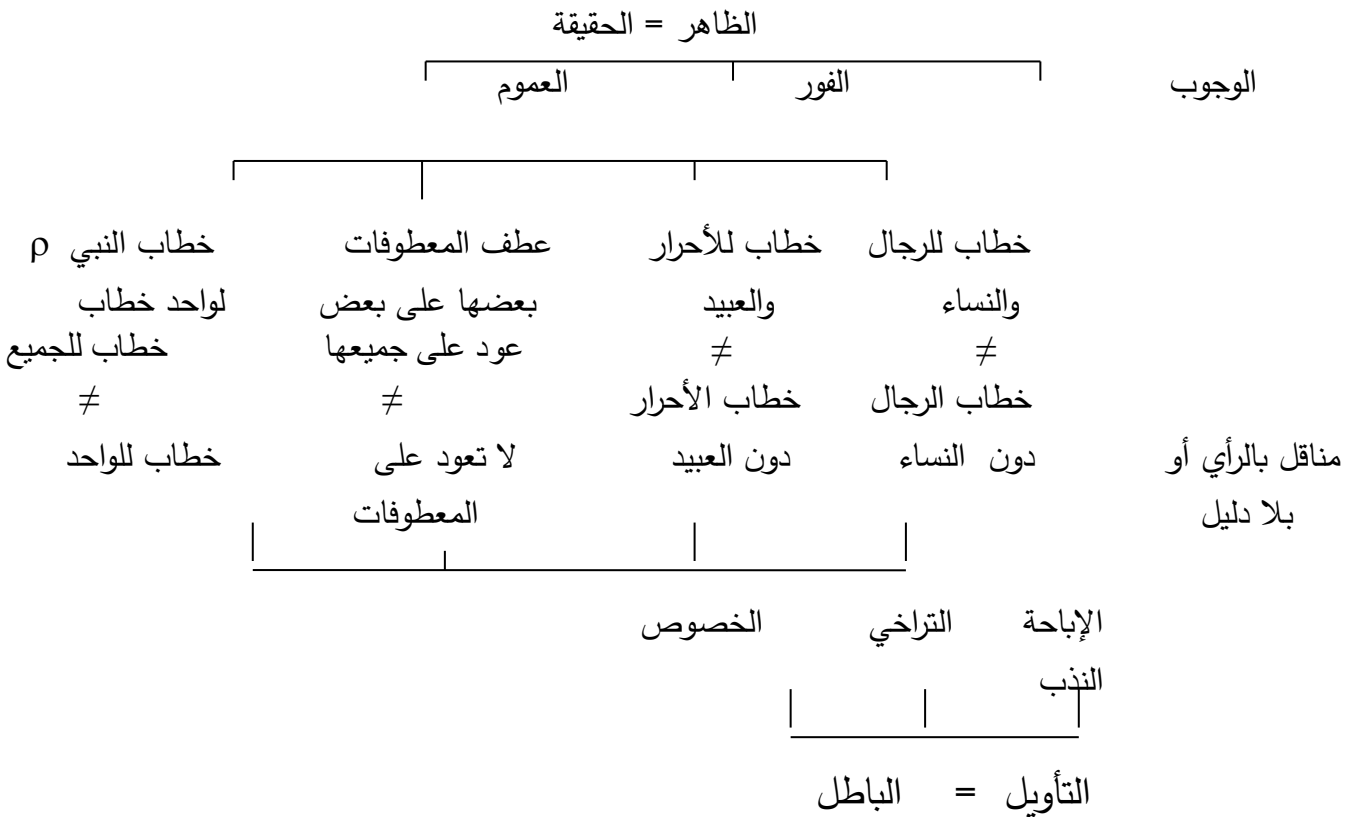 الظاهر = الحقيقة
الوجوب الفور العموم
خطاب للرجال خطاب للأحرار عطف المعطوفات خطاب النبي ρ
والنساء والعبيد بعضها على بعض لواحد خطاب
≠ ≠ عود على جميعها خطاب للجميع
خطاب الرجال خطاب الأحرار ≠ ≠
مناقل بالرأي أو دون النساء دون العبيد لا تعود على خطاب للواحد
بلا دليل المعطوفات
الإباحة التراخي الخصوص
النذب
التأويل = الباطل